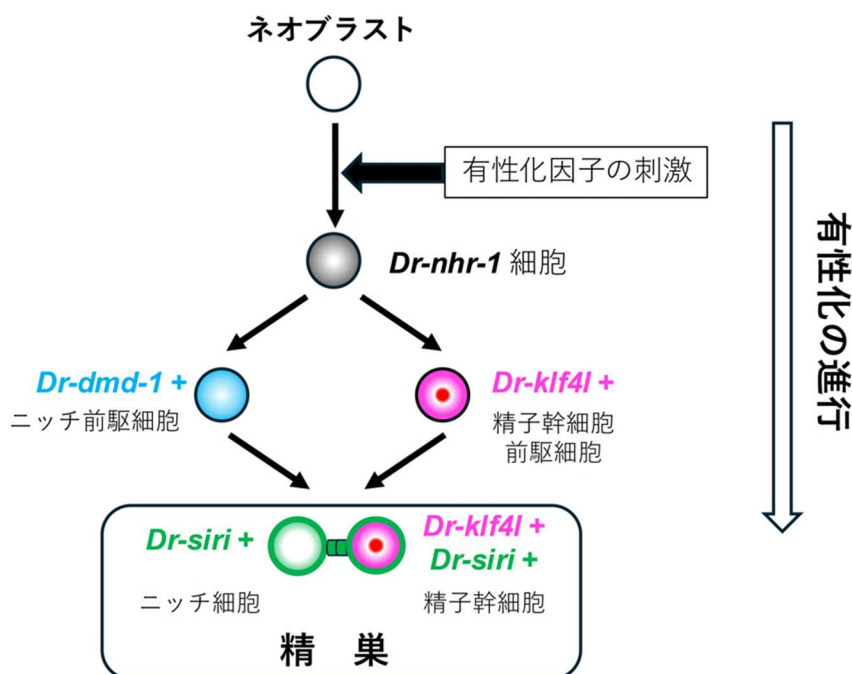 ネオブラスト
有性化因子の刺激
Dr-nhr-1 細胞
Dr-dmd-1 +
ニッチ前駆細胞
Dr-klf4l +
精子幹細胞
前駆細胞
Dr-siri +
ニッチ細胞
Dr-klf4l +
Dr-siri +
精子幹細胞
精 巣
有性化の進行